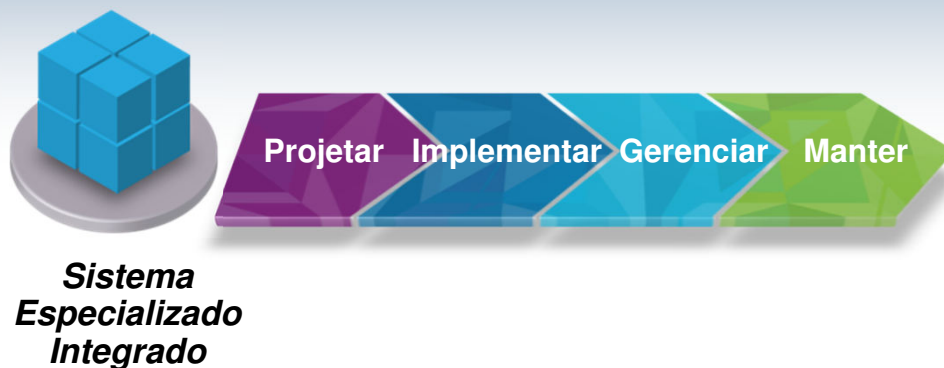 Projetar Implementar Gerenciar Manter
Sistema
Especializado
Integrado